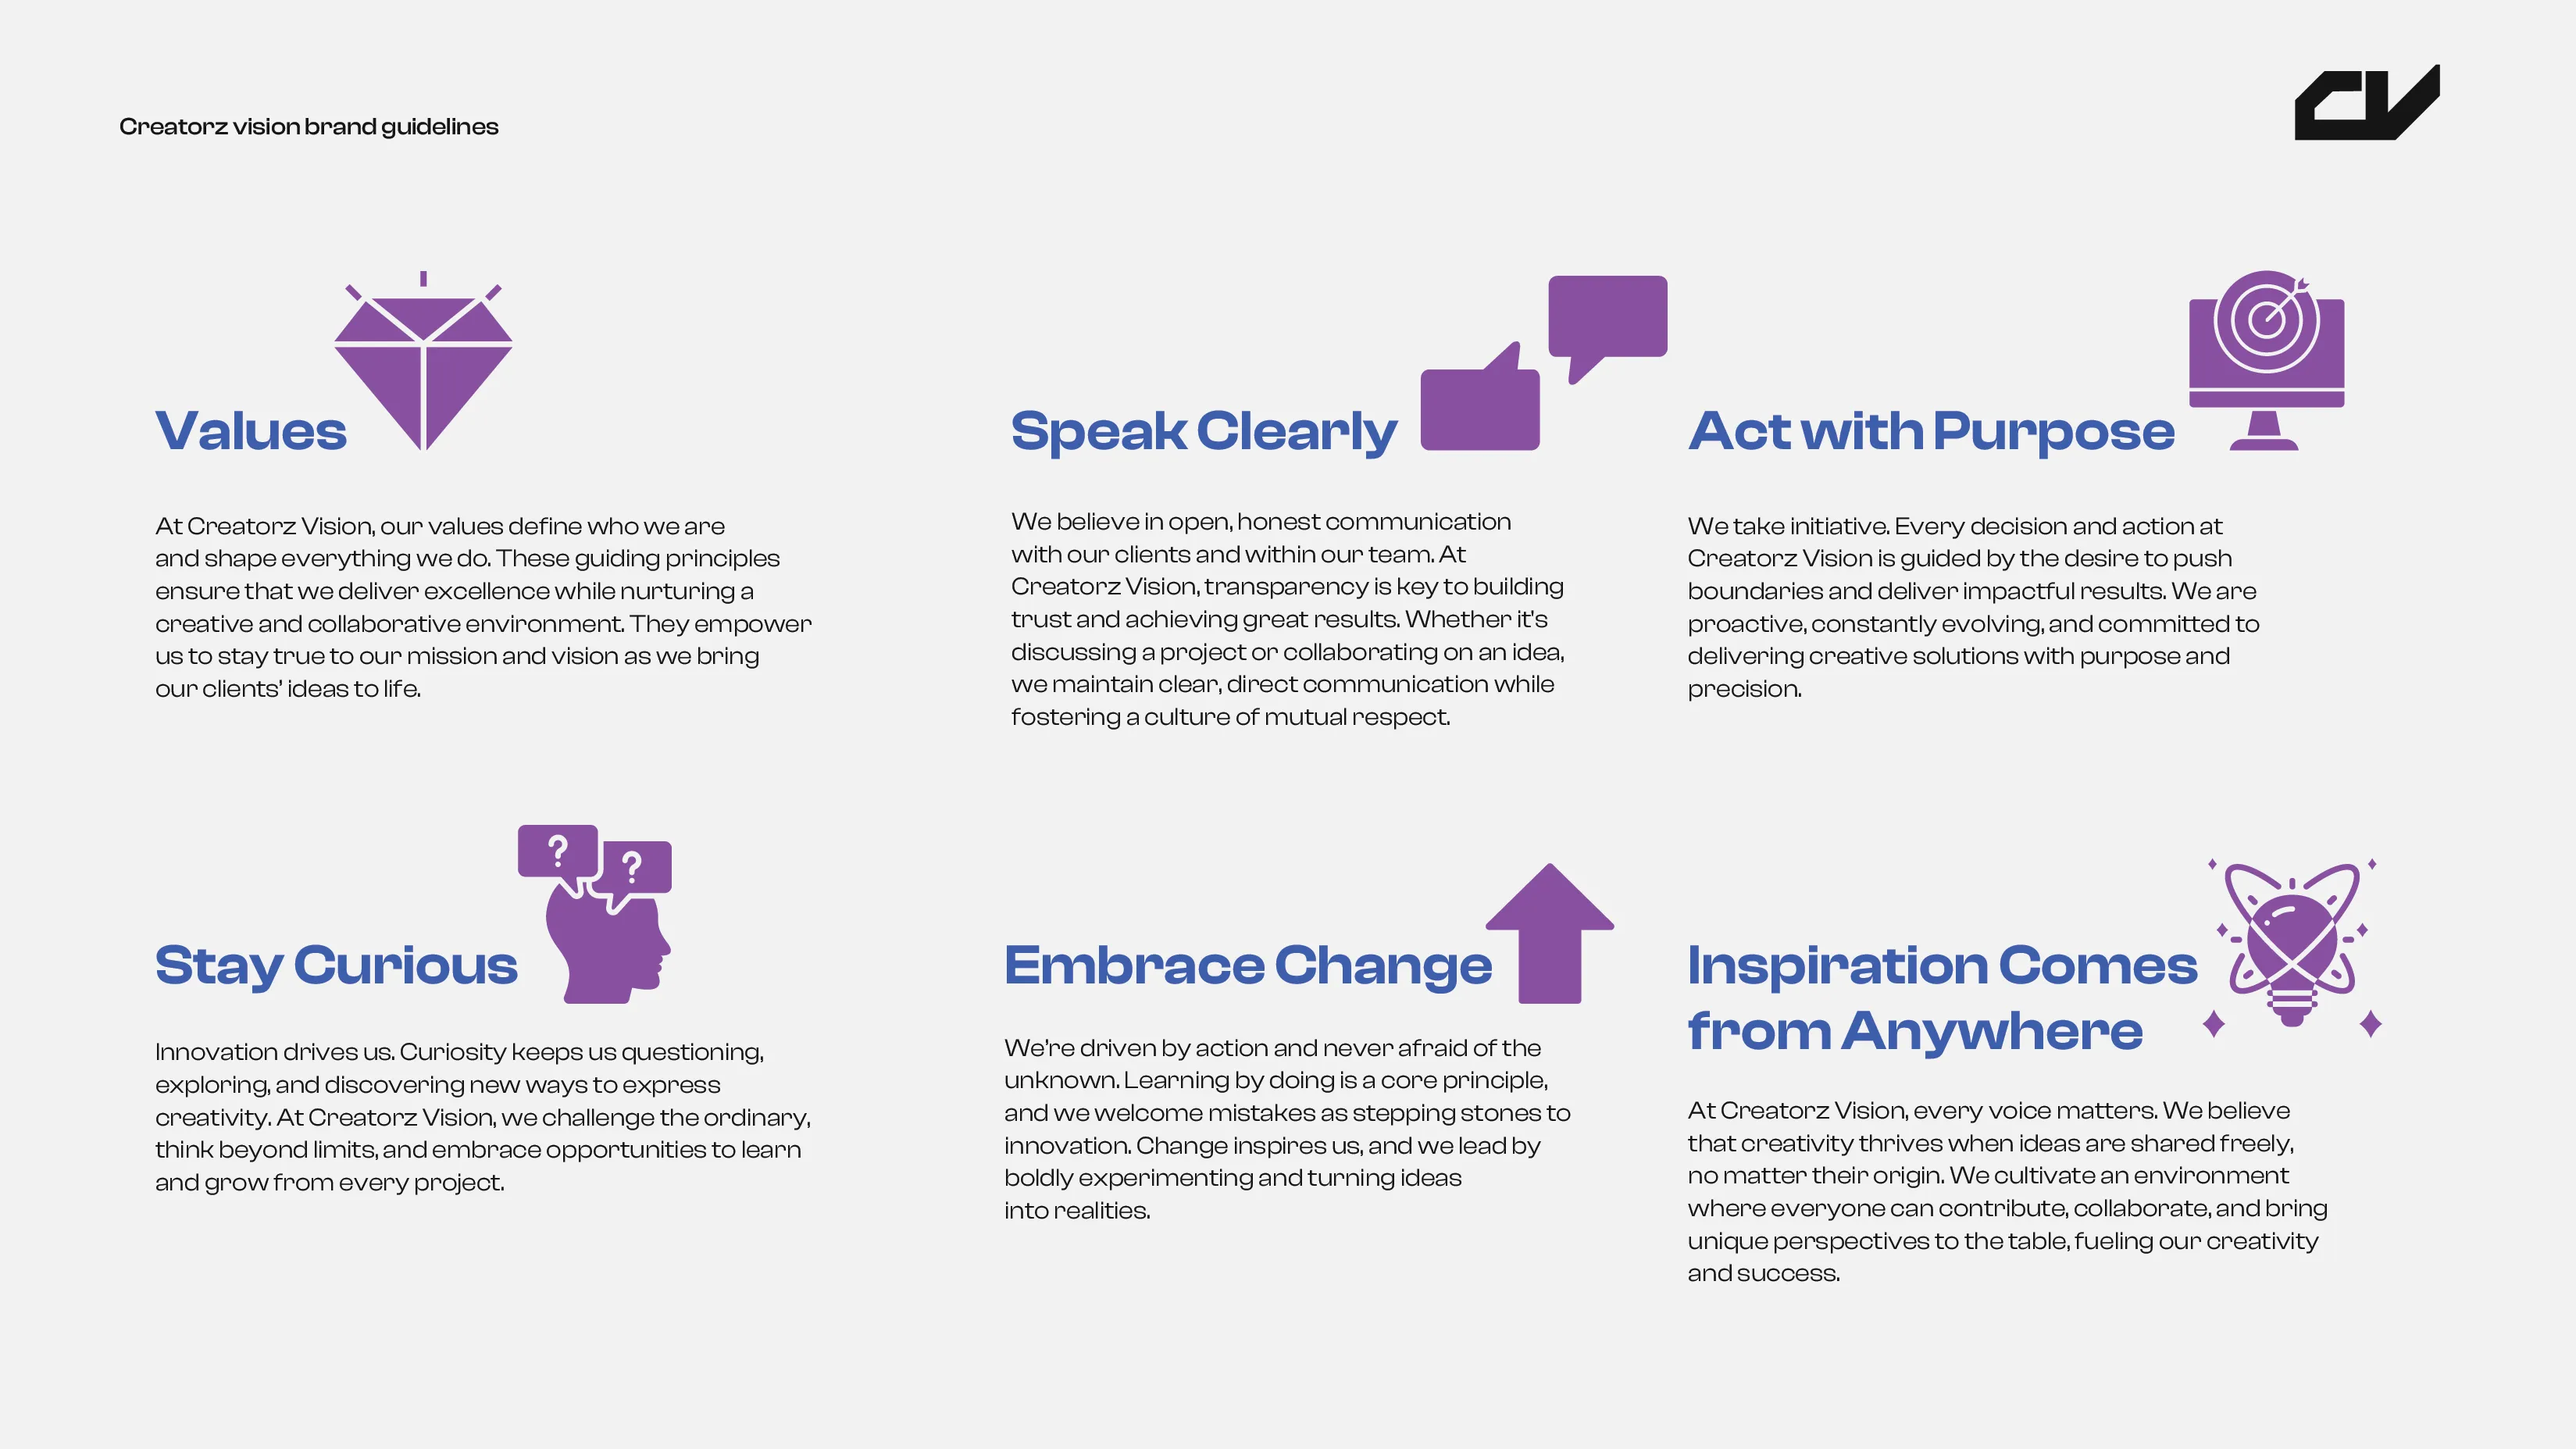 Creatorz vision brand guidelines
CV
Values
At Creatorz Vision, our values define who we are
and shape everything we do. These guiding principles
ensure that we deliver excellence while nurturing a
creative and collaborative environment. They empower
us to stay true to our mission and vision as we bring
our clients’ ideas to life.
Speak Clearly
We believe in open, honest communication
with our clients and within our team. At
Creatorz Vision, transparency is key to building
trust and achieving great results. Whether it's
discussing a project or collaborating on an idea,
we maintain clear, direct communication while
fostering a culture of mutual respect.
Act with Purpose
We take initiative. Every decision and action at
Creatorz Vision is guided by the desire to push
boundaries and deliver impactful results. We are
proactive, constantly evolving, and committed to
delivering creative solutions with purpose and
precision.
? ?
Stay Curious
Innovation drives us. Curiosity keeps us questioning,
exploring, and discovering new ways to express
creativity. At Creatorz Vision, we challenge the ordinary,
think beyond limits, and embrace opportunities to learn
and grow from every project.
Embrace Change
We’re driven by action and never afraid of the
unknown. Learning by doing is a core principle,
and we welcome mistakes as stepping stones to
innovation. Change inspires us, and we lead by
boldly experimenting and turning ideas
into realities.
Inspiration Comes
from Anywhere
At Creatorz Vision, every voice matters. We believe
that creativity thrives when ideas are shared freely,
no matter their origin. We cultivate an environment
where everyone can contribute, collaborate, and bring
unique perspectives to the table, fueling our creativity
and success.